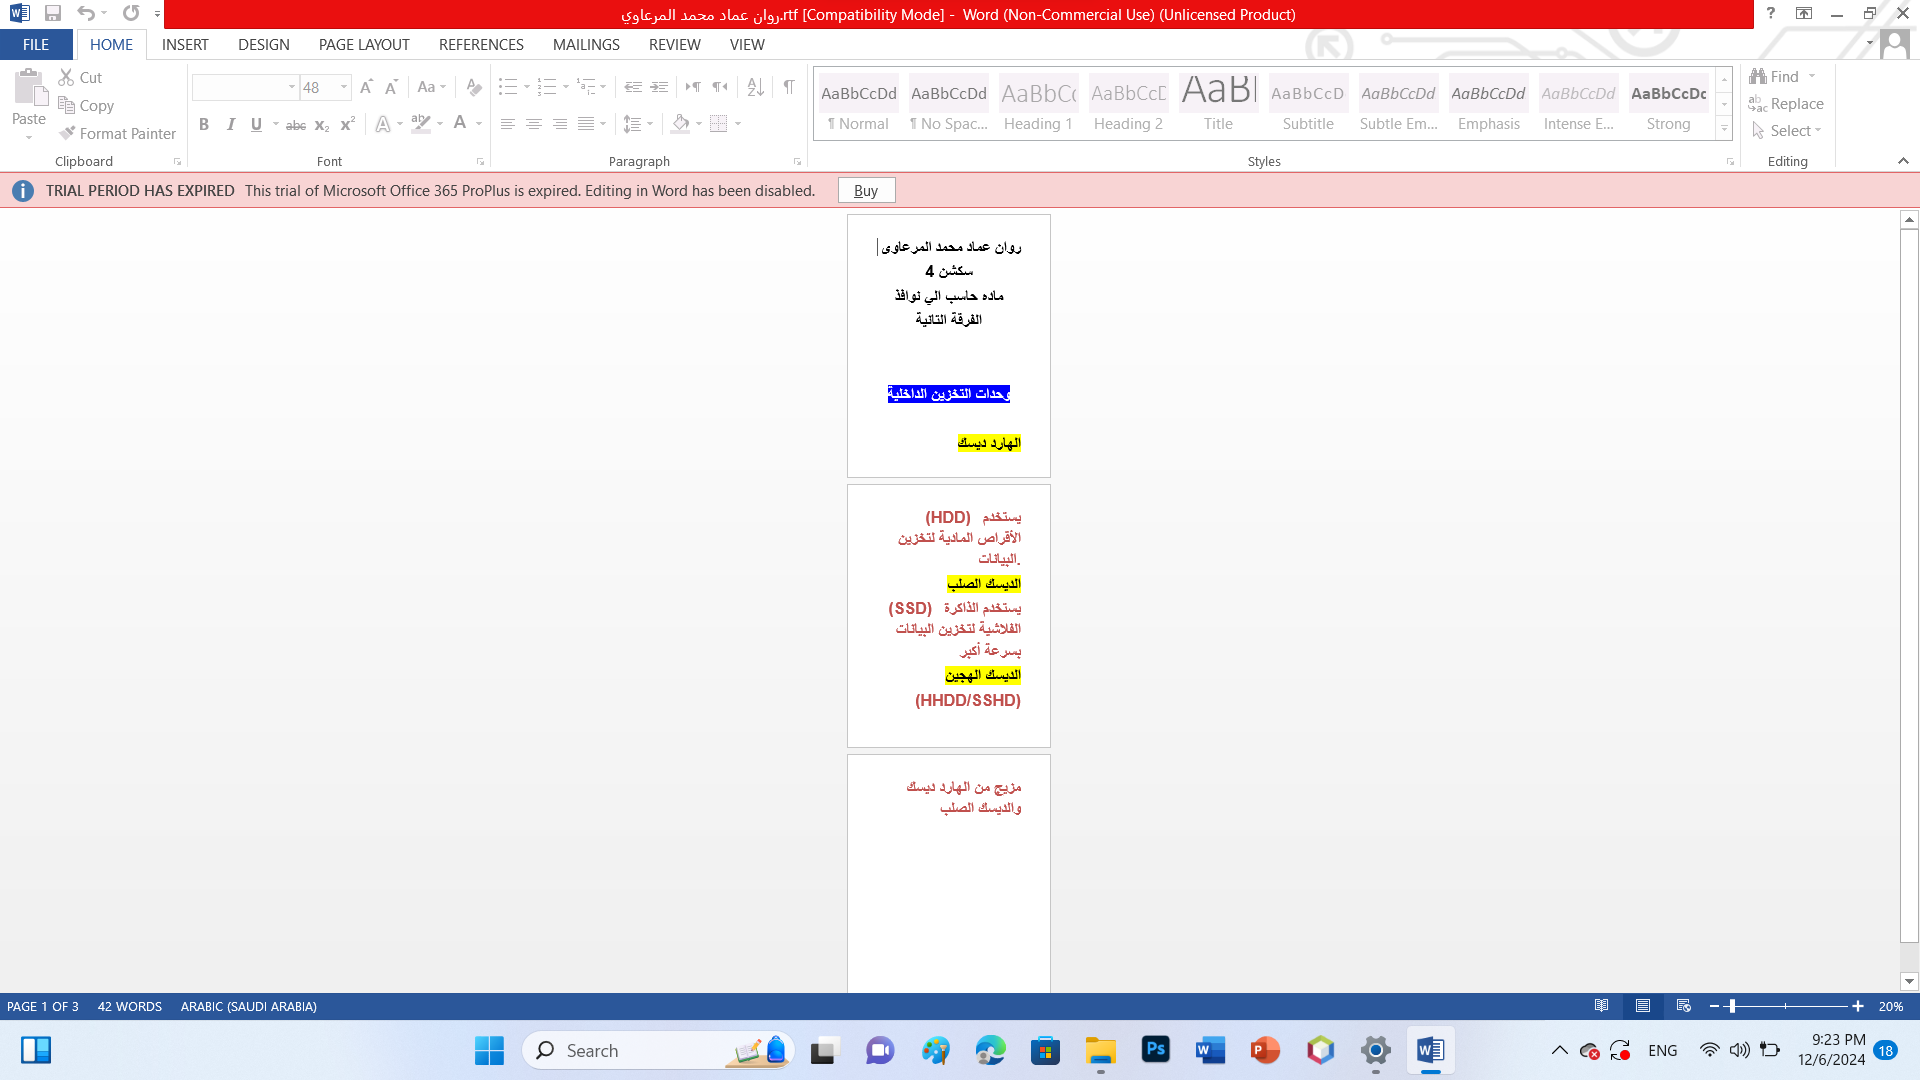 روان عماد محمد المرعاوي.rtf [Compatibility Mode] - Word (Non-Commercial Use) (Unlicensed Product)
?
FILE HOME INSERT DESIGN PAGE LAYOUT REFERENCES MAILINGS REVIEW VIEW
Paste
Cut
Copy
Format Painter
Clipboard
48
Aa
B I U abc x₂ x² A ab A
Font
Paragraph
AaBbCcDd AaBbCcDd AaBbCc AaBbCcD AaBl AaBbCcD AaBbCcDd AaBbCcDd AaBbCcDd AaBbCcDc
¶ Normal ¶ No Spac... Heading 1 Heading 2 Title Subtitle Subtle Em... Emphasis Intense E... Strong
Styles
Find
Replace
Select
Editing
TRIAL PERIOD HAS EXPIRED This trial of Microsoft Office 365 ProPlus is expired. Editing in Word has been disabled. Buy
روان عماد محمد المرعاوى
سكشن 4
ماده حاسب الي نوافذ
الفرقة التانية
وحدات التخزين الداخلية
الهارد ديسك
يستخدم (HDD)
الأقراص المادية لتخزين
البيانات.
الديسك الصلب
يستخدم الذاكرة (SSD)
الفلاشية لتخزين البيانات
بسرعة أكبر
الديسك الهجين
(HHDD/SSHD)
مزيج من الهارد ديسك
والديسك الصلب
PAGE 1 OF 3 42 WORDS ARABIC (SAUDI ARABIA) 20%
Search
Ps
ENG
9:23 PM
12/6/2024
18